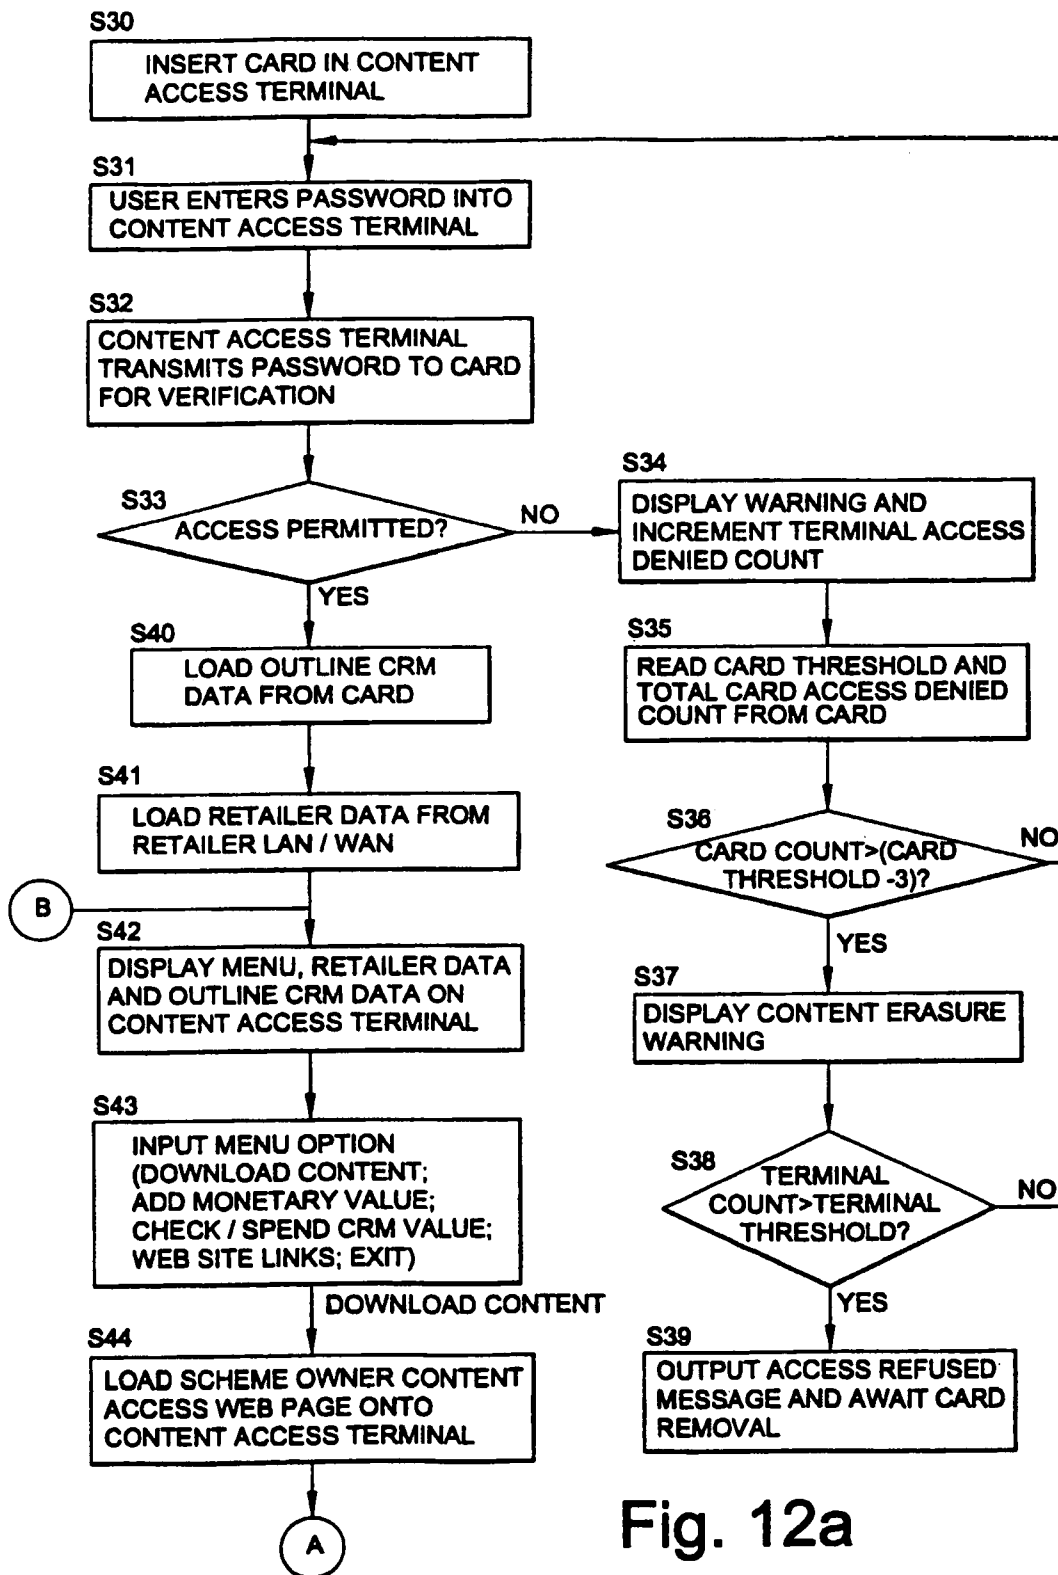 S30
INSERT CARD IN CONTENT
ACCESS TERMINAL
S31
USER ENTERS PASSWORD INTO
CONTENT ACCESS TERMINAL
S32
CONTENT ACCESS TERMINAL
TRANSMITS PASSWORD TO CARD
FOR VERIFICATION
S33
ACCESS PERMITTED?
NO
YES
S34
DISPLAY WARNING AND
INCREMENT TERMINAL ACCESS
DENIED COUNT
S35
READ CARD THRESHOLD AND
TOTAL CARD ACCESS DENIED
COUNT FROM CARD
S36
CARD COUNT>(CARD
THRESHOLD -3)?
NO
YES
S37
DISPLAY CONTENT ERASURE
WARNING
S38
TERMINAL
COUNT>TERMINAL
THRESHOLD?
NO
YES
S39
OUTPUT ACCESS REFUSED
MESSAGE AND AWAIT CARD
REMOVAL
S40
LOAD OUTLINE CRM
DATA FROM CARD
S41
LOAD RETAILER DATA FROM
RETAILER LAN / WAN
B
S42
DISPLAY MENU, RETAILER DATA
AND OUTLINE CRM DATA ON
CONTENT ACCESS TERMINAL
S43
INPUT MENU OPTION
(DOWNLOAD CONTENT;
ADD MONETARY VALUE;
CHECK / SPEND CRM VALUE;
WEB SITE LINKS; EXIT)
DOWNLOAD CONTENT
S44
LOAD SCHEME OWNER CONTENT
ACCESS WEB PAGE ONTO
CONTENT ACCESS TERMINAL
A
Fig. 12a